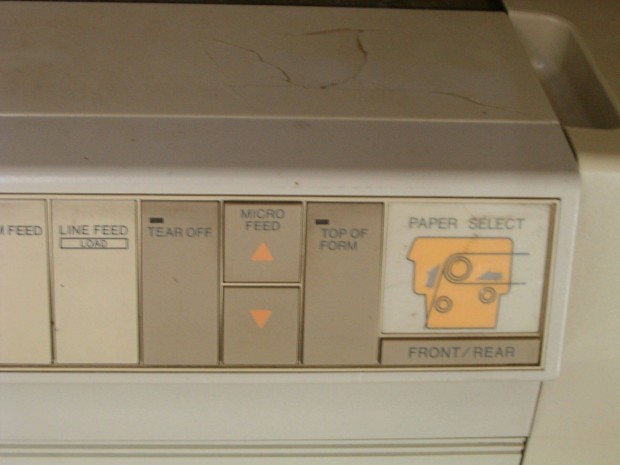 M FEED
LINE FEED
LOAD
TEAR OFF
MICRO
FEED
TOP OF
FORM
PAPER SELECT
FRONT/REAR